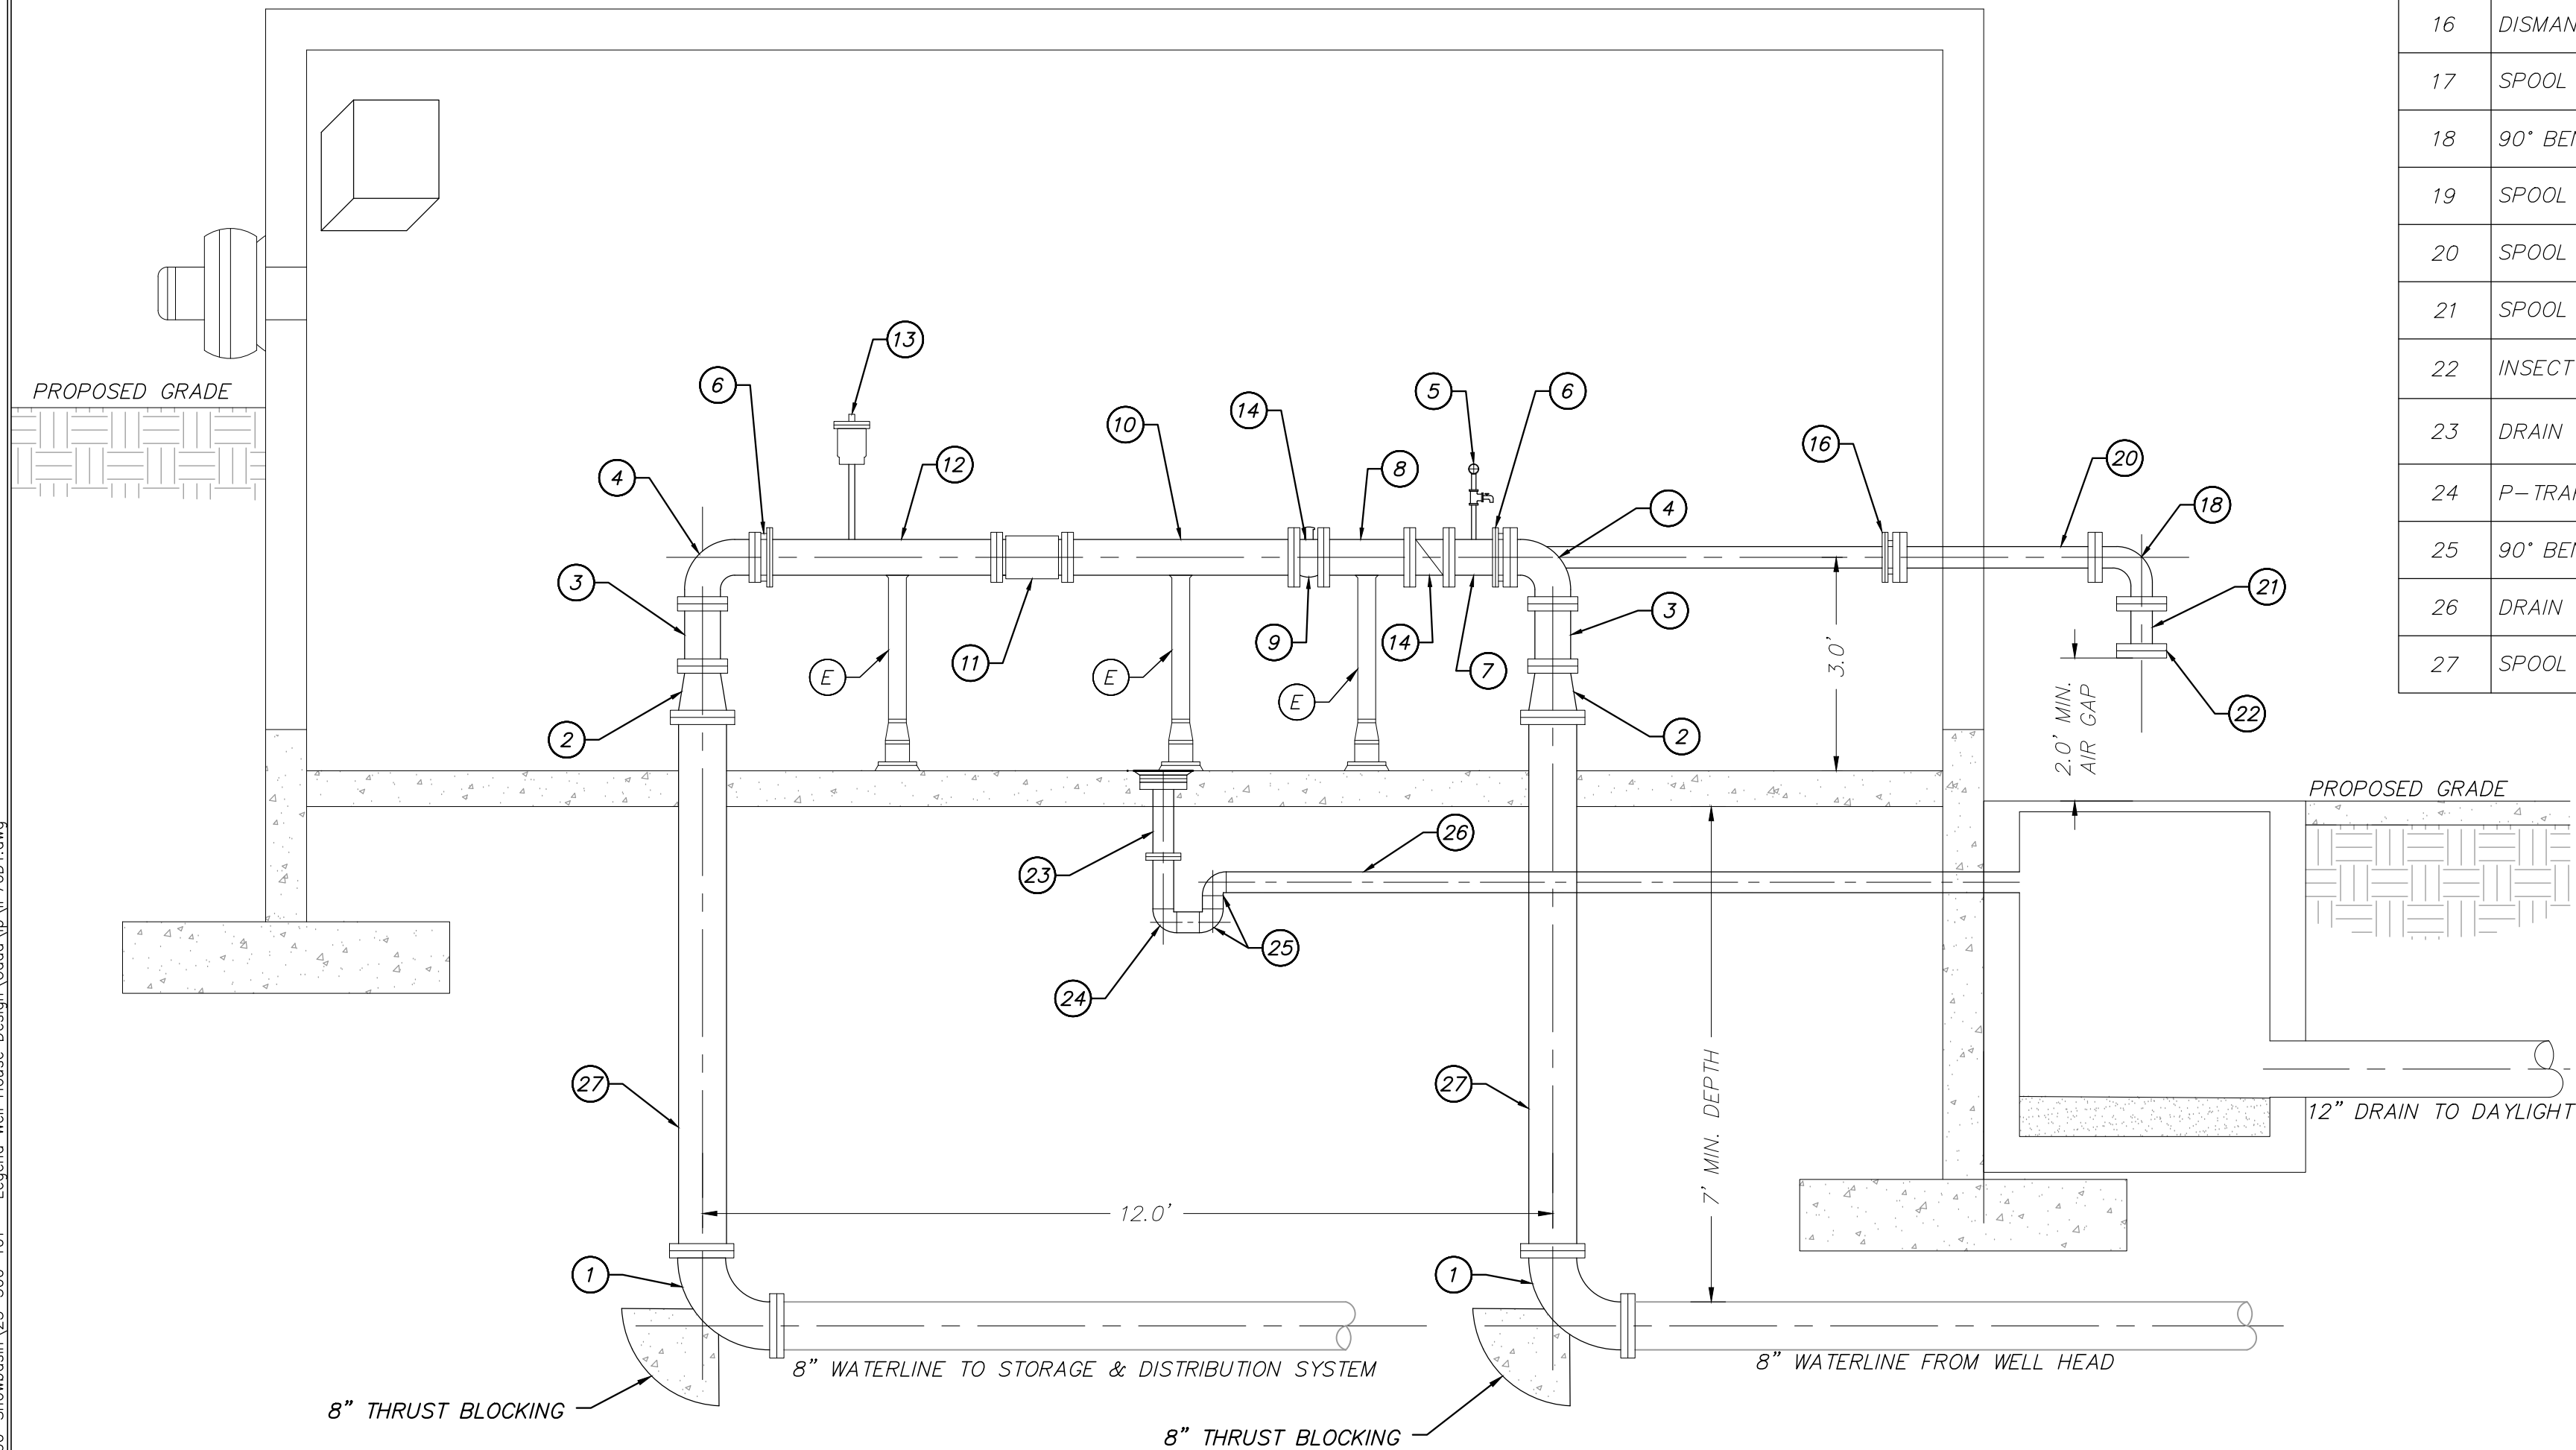 16 DISMAN
17 SPOOL
18 90° BEN
19 SPOOL
20 SPOOL
21 SPOOL
22 INSECT
23 DRAIN
24 P-TRAP
25 90° BEN
26 DRAIN
27 SPOOL
13
PROPOSED GRADE
6
14
5
6
10
16
12
8
20
4
4
18
3
3
21
9
14
7
11
E
E
E
3.0'
2
2
22
2.0' MIN.
AIR GAP
PROPOSED GRADE
26
23
25
24
27
27
7' MIN. DEPTH
12" DRAIN TO DAYLIGHT
12.0'
1
1
8" WATERLINE TO STORAGE & DISTRIBUTION SYSTEM
8" WATERLINE FROM WELL HEAD
8" THRUST BLOCKING
8" THRUST BLOCKING